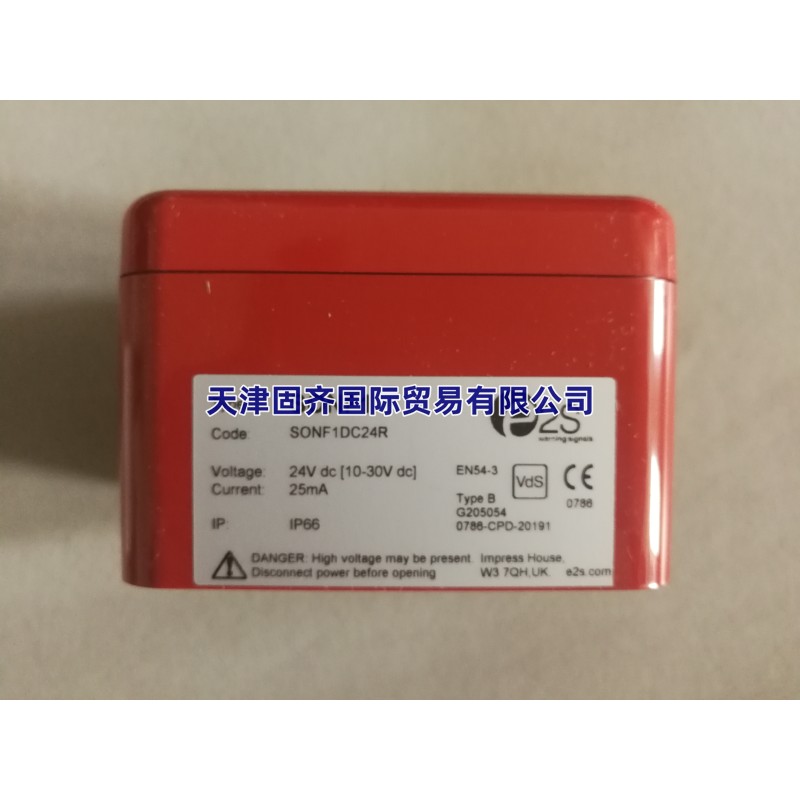 天津固齐国际贸易有限公司
e2S
warning signals
Code: SONF1DC24R
Voltage: 24V dc [10-30V dc]
Current: 25mA
IP: IP66
EN54-3
VdS
CE
0786
Type B
G205054
0786-CPD-20191
DANGER: High voltage may be present.
Disconnect power before opening
Impress House,
W3 7QH,UK. e2s.com